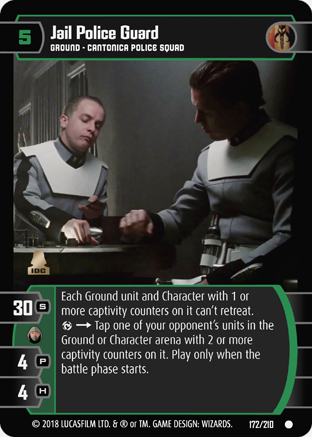 5
Jail Police Guard
GROUND - CANTONICA POLICE SQUAD
IDC
30 S
4 P
4 H
Each Ground unit and Character with 1 or
more captivity counters on it can't retreat.
→ Tap one of your opponent's units in the
Ground or Character arena with 2 or more
captivity counters on it. Play only when the
battle phase starts.
© 2018 LUCASFILM LTD. & ® or TM. GAME DESIGN: WIZARDS.
172/210